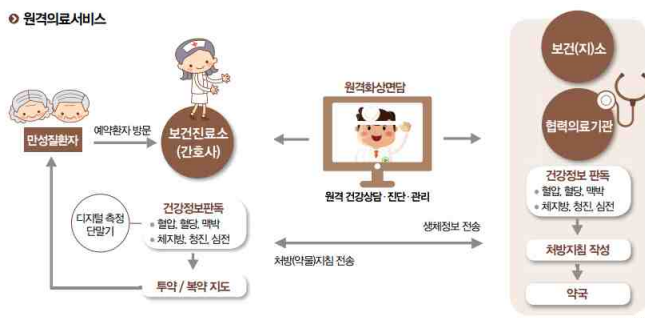 원격의료서비스
만성질환자
예약환자 방문
보건진료소
(간호사)
디지털 측정
단말기
건강정보판독
• 혈압, 혈당, 맥박
• 체지방, 청진, 심전
투약 / 복약 지도
원격화상면담
원격 건강상담·진단·관리
생체정보 전송
처방(약물)지침 전송
보건(지)소
협력의료기관
건강정보 판독
• 혈압, 혈당, 맥박
• 체지방, 청진, 심전
처방지침 작성
약국